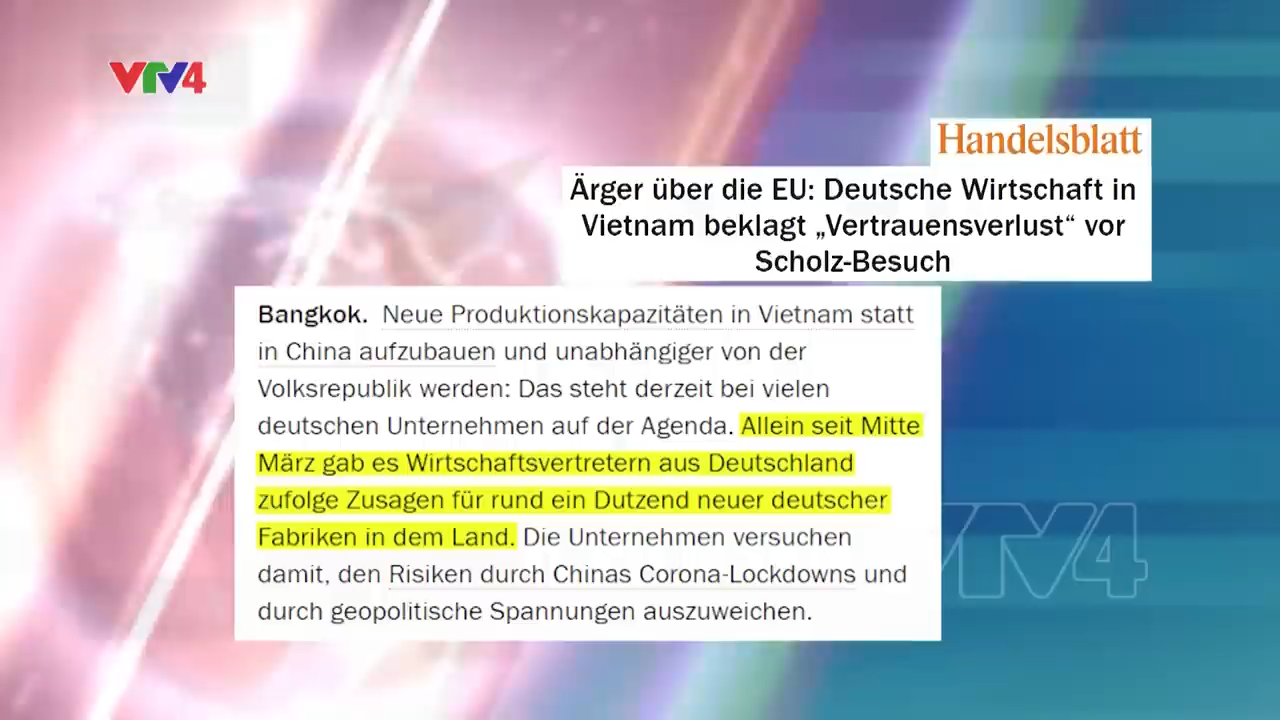 VTV4
Handelsblatt
Ärger über die EU: Deutsche Wirtschaft in
Vietnam beklagt „Vertrauensverlust“ vor
Scholz-Besuch
Bangkok. Neue Produktionskapazitäten in Vietnam statt
in China aufzubauen und unabhängiger von der
Volksrepublik werden: Das steht derzeit bei vielen
deutschen Unternehmen auf der Agenda. Allein seit Mitte
März gab es Wirtschaftsvertretern aus Deutschland
zufolge Zusagen für rund ein Dutzend neuer deutscher
Fabriken in dem Land. Die Unternehmen versuchen
damit, den Risiken durch Chinas Corona-Lockdowns und
durch geopolitische Spannungen auszuweichen.
VTV4